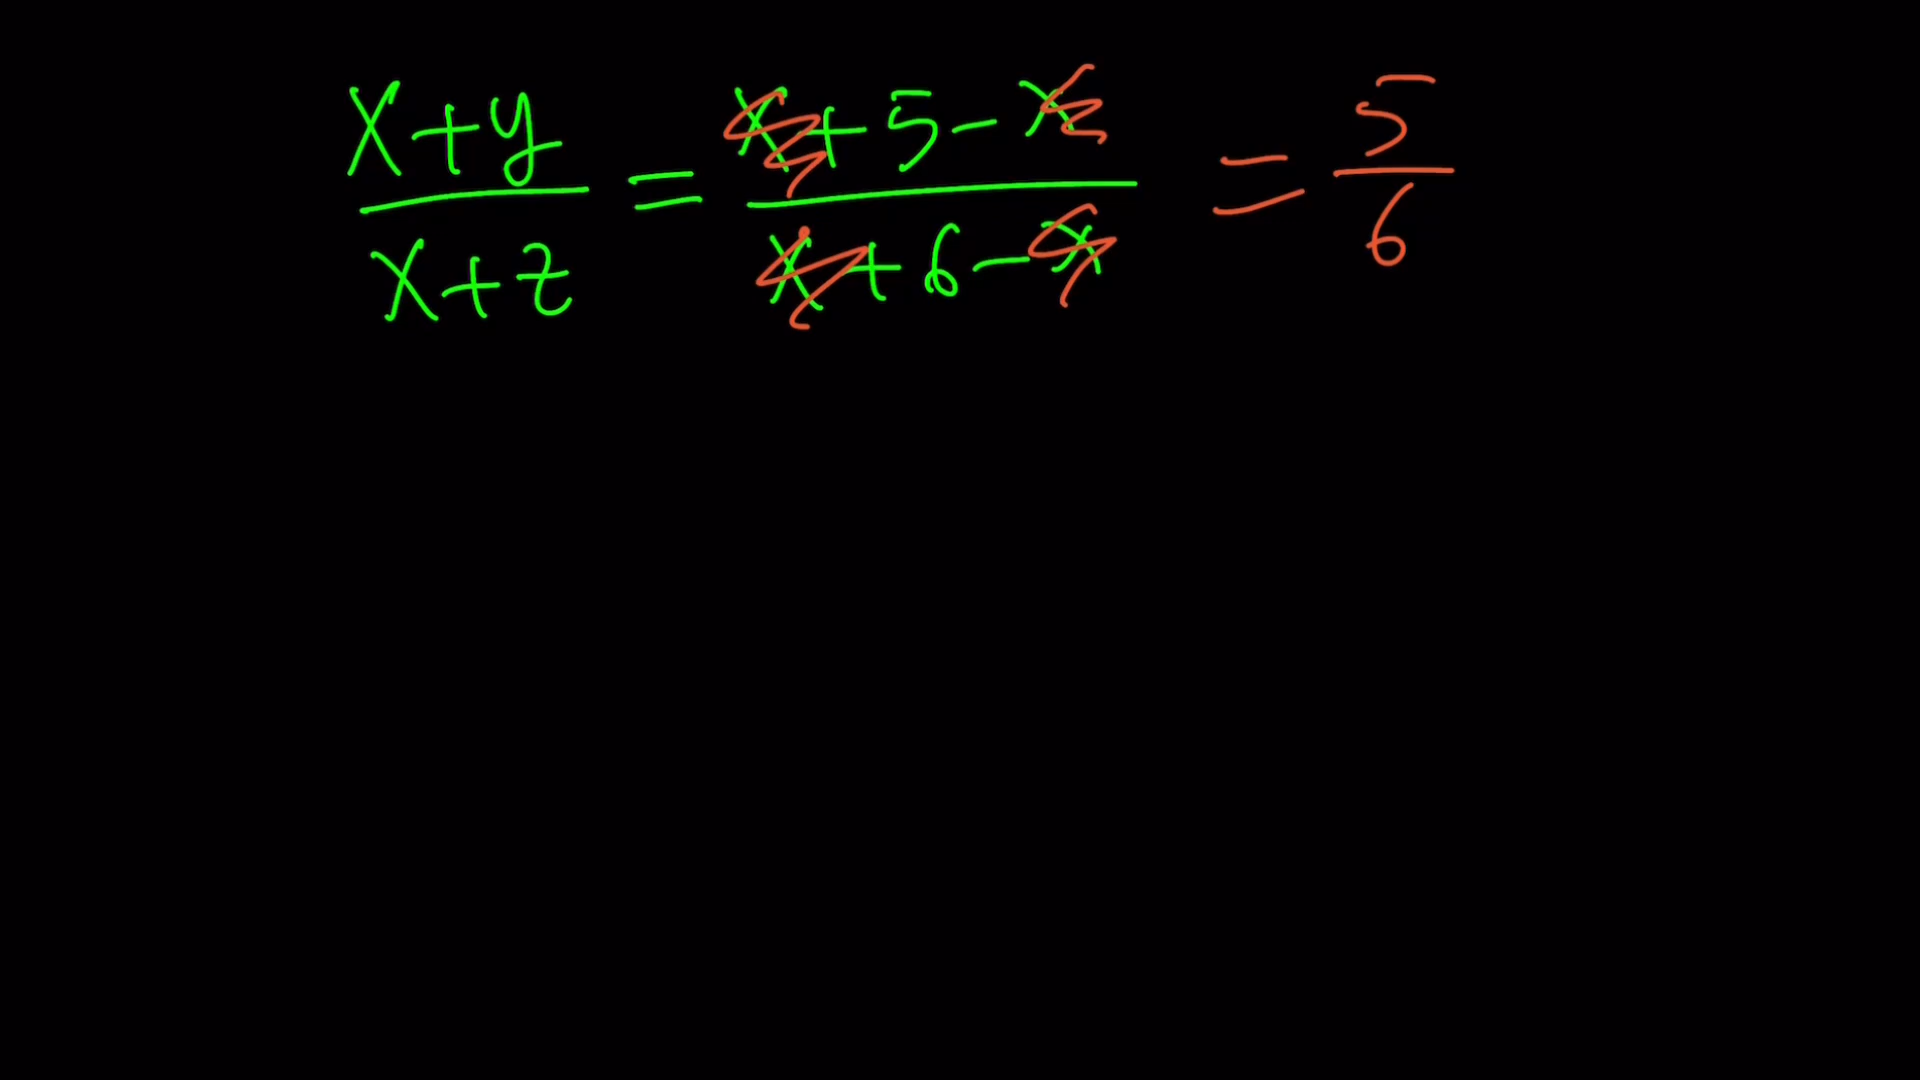 x+y/x+z = x+5-x/x+6-x = 5/6